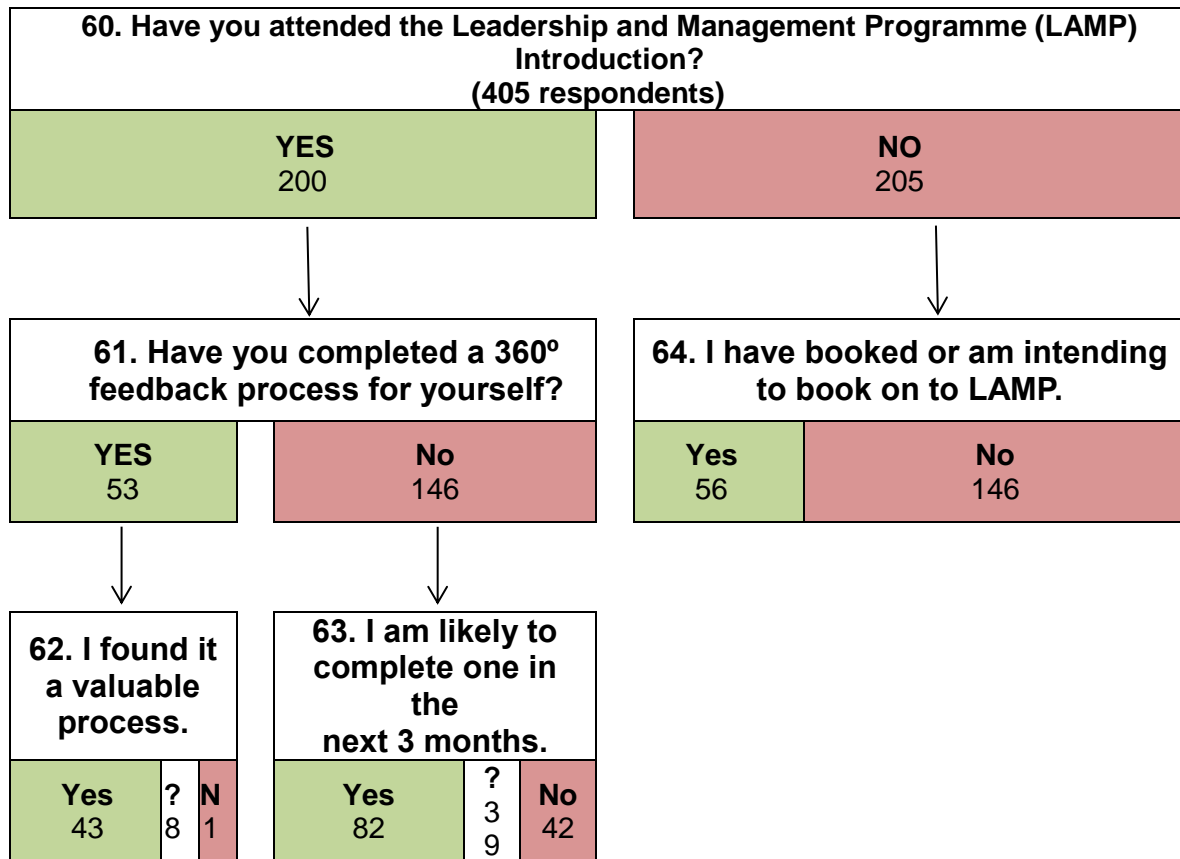 60. Have you attended the Leadership and Management Programme (LAMP)
Introduction?
(405 respondents)
YES
200
NO
205
61. Have you completed a 360º
feedback process for yourself?
YES
53
No
146
64. I have booked or am intending
to book on to LAMP.
Yes
56
No
146
62. I found it
a valuable
process.
Yes
43
?
8
N
1
63. I am likely to
complete one in
the
next 3 months.
Yes
82
?
3
9
No
42